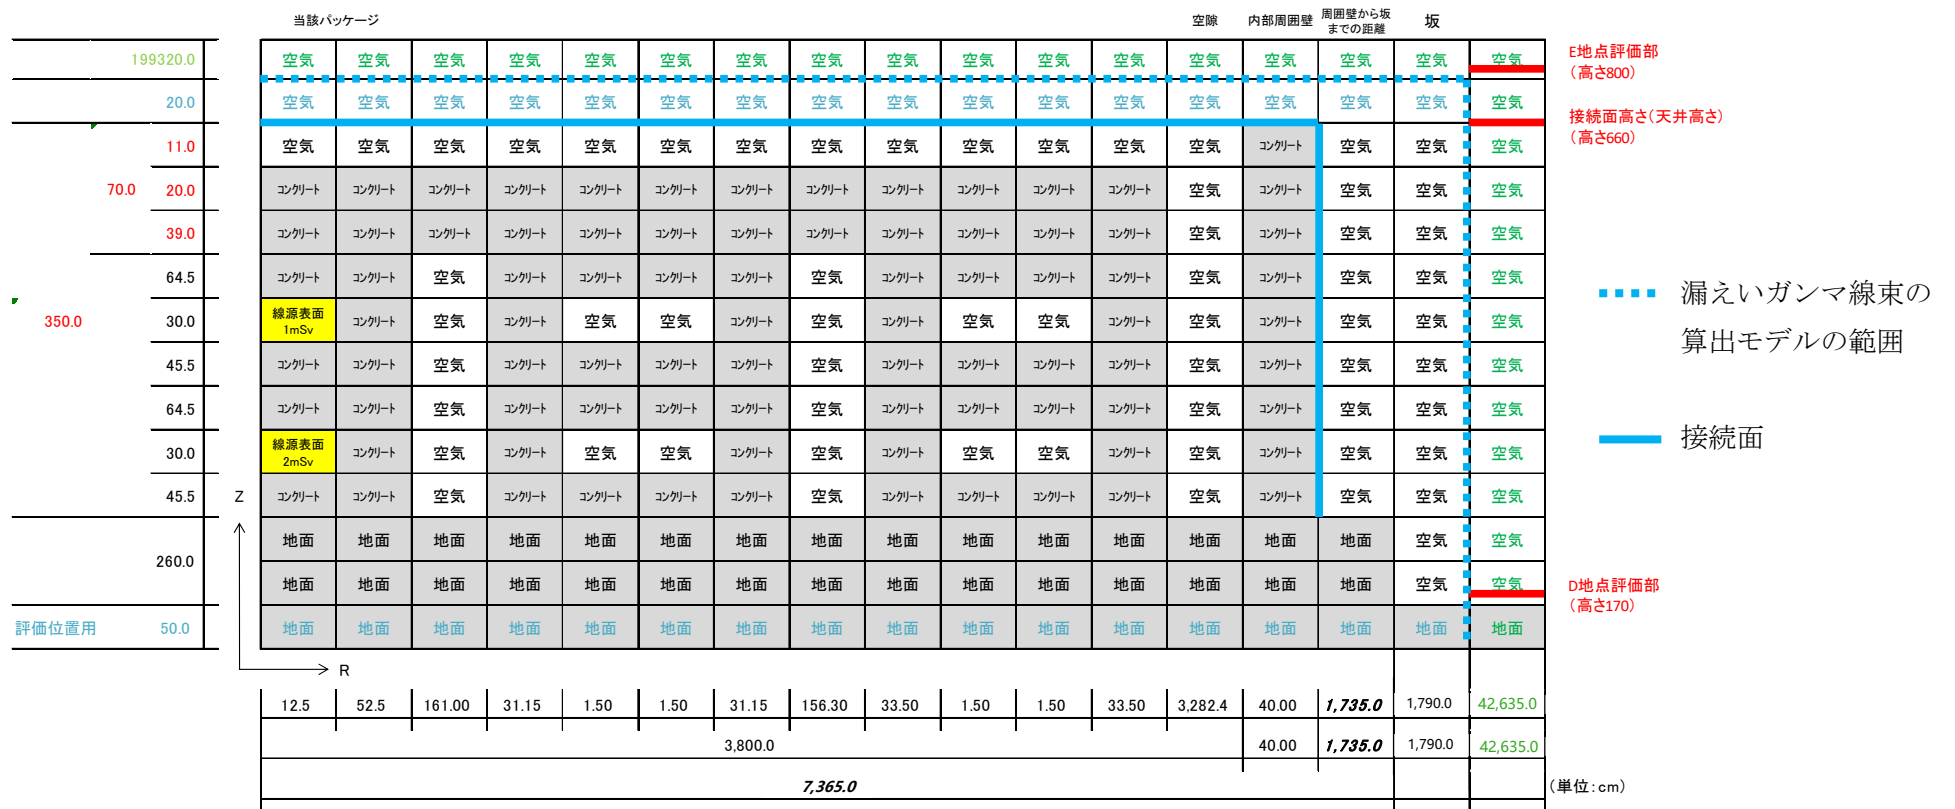 当該パッケージ 空隙 内部周囲壁 周囲壁から坂までの距離 坂
199320.0 空気 空気 空気 空気 空気 空気 空気 空気 空気 空気 空気 空気 空気 空気 空気 空気 空気
E地点評価部
(高さ800)
20.0 空気 空気 空気 空気 空気 空気 空気 空気 空気 空気 空気 空気 空気 空気 空気 空気 空気
接続面高さ(天井高さ)
(高さ660)
11.0 空気 空気 空気 空気 空気 空気 空気 空気 空気 空気 空気 空気 空気 コンクリート 空気 空気 空気
70.0 20.0 コンクリート コンクリート コンクリート コンクリート コンクリート コンクリート コンクリート コンクリート コンクリート コンクリート コンクリート コンクリート 空気 コンクリート 空気 空気 空気
39.0 コンクリート コンクリート コンクリート コンクリート コンクリート コンクリート コンクリート コンクリート コンクリート コンクリート コンクリート コンクリート 空気 コンクリート 空気 空気 空気
64.5 コンクリート コンクリート 空気 コンクリート コンクリート コンクリート コンクリート 空気 コンクリート コンクリート コンクリート コンクリート 空気 コンクリート 空気 空気 空気
350.0 30.0 線源表面 1mSv コンクリート 空気 コンクリート 空気 空気 コンクリート 空気 コンクリート 空気 空気 コンクリート 空気 コンクリート 空気 空気 空気
45.5 コンクリート コンクリート 空気 コンクリート コンクリート コンクリート コンクリート 空気 コンクリート コンクリート コンクリート コンクリート 空気 コンクリート 空気 空気 空気
64.5 コンクリート コンクリート 空気 コンクリート コンクリート コンクリート コンクリート 空気 コンクリート コンクリート コンクリート コンクリート 空気 コンクリート 空気 空気 空気
30.0 線源表面 2mSv コンクリート 空気 コンクリート 空気 空気 コンクリート 空気 コンクリート 空気 空気 コンクリート 空気 コンクリート 空気 空気 空気
45.5 Z コンクリート コンクリート 空気 コンクリート コンクリート コンクリート コンクリート 空気 コンクリート コンクリート コンクリート コンクリート 空気 コンクリート 空気 空気 空気
地面 地面 地面 地面 地面 地面 地面 地面 地面 地面 地面 地面 地面 地面 地面 空気 空気
260.0
地面 地面 地面 地面 地面 地面 地面 地面 地面 地面 地面 地面 地面 地面 地面 空気 空気
D地点評価部
(高さ170)
評価位置用 50.0 地面 地面 地面 地面 地面 地面 地面 地面 地面 地面 地面 地面 地面 地面 地面 地面 地面
R
12.5 52.5 161.00 31.15 1.50 1.50 31.15 156.30 33.50 1.50 1.50 33.50 3,282.4 40.00 1,735.0 1,790.0 42,635.0
3,800.0 40.00 1,735.0 1,790.0 42,635.0
7,365.0
(単位:cm)
漏えいガンマ線束の
算出モデルの範囲
接続面